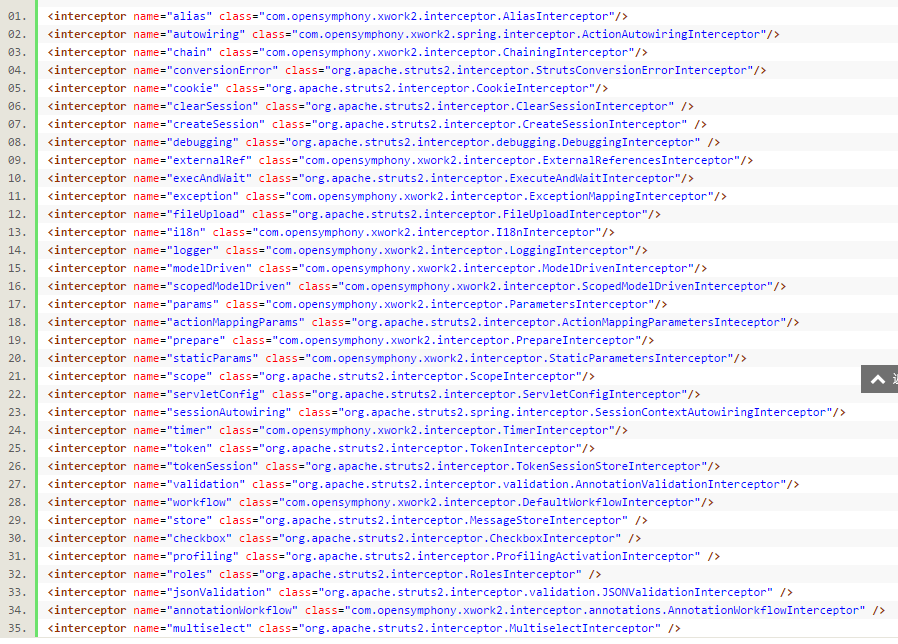 01. <interceptor name="alias" class="com.opensymphony.xwork2.interceptor.AliasInterceptor"/>
02. <interceptor name="autowiring" class="com.opensymphony.xwork2.spring.interceptor.ActionAutowiringInterceptor"/>
03. <interceptor name="chain" class="com.opensymphony.xwork2.interceptor.ChainingInterceptor"/>
04. <interceptor name="conversionError" class="org.apache.struts2.interceptor.StrutsConversionErrorInterceptor"/>
05. <interceptor name="cookie" class="org.apache.struts2.interceptor.CookieInterceptor"/>
06. <interceptor name="clearSession" class="org.apache.struts2.interceptor.ClearSessionInterceptor" />
07. <interceptor name="createSession" class="org.apache.struts2.interceptor.CreateSessionInterceptor" />
08. <interceptor name="debugging" class="org.apache.struts2.interceptor.debugging.DebuggingInterceptor" />
09. <interceptor name="externalRef" class="com.opensymphony.xwork2.interceptor.ExternalReferencesInterceptor"/>
10. <interceptor name="execAndWait" class="org.apache.struts2.interceptor.ExecuteAndWaitInterceptor"/>
11. <interceptor name="exception" class="com.opensymphony.xwork2.interceptor.ExceptionMappingInterceptor"/>
12. <interceptor name="fileUpload" class="org.apache.struts2.interceptor.FileUploadInterceptor"/>
13. <interceptor name="i18n" class="com.opensymphony.xwork2.interceptor.I18nInterceptor"/>
14. <interceptor name="logger" class="com.opensymphony.xwork2.interceptor.LoggingInterceptor"/>
15. <interceptor name="modelDriven" class="com.opensymphony.xwork2.interceptor.ModelDrivenInterceptor"/>
16. <interceptor name="scopedModelDriven" class="com.opensymphony.xwork2.interceptor.ScopedModelDrivenInterceptor"/>
17. <interceptor name="params" class="com.opensymphony.xwork2.interceptor.ParametersInterceptor"/>
18. <interceptor name="actionMappingParams" class="org.apache.struts2.interceptor.ActionMappingParametersInteceptor"/>
19. <interceptor name="prepare" class="com.opensymphony.xwork2.interceptor.PrepareInterceptor"/>
20. <interceptor name="staticParams" class="com.opensymphony.xwork2.interceptor.StaticParametersInterceptor"/>
21. <interceptor name="scope" class="org.apache.struts2.interceptor.ScopeInterceptor"/>
22. <interceptor name="servletConfig" class="org.apache.struts2.interceptor.ServletConfigInterceptor"/>
23. <interceptor name="sessionAutowiring" class="org.apache.struts2.spring.interceptor.SessionContextAutowiringInterceptor"/>
24. <interceptor name="timer" class="com.opensymphony.xwork2.interceptor.TimerInterceptor"/>
25. <interceptor name="token" class="org.apache.struts2.interceptor.TokenInterceptor"/>
26. <interceptor name="tokenSession" class="org.apache.struts2.interceptor.TokenSessionStoreInterceptor"/>
27. <interceptor name="validation" class="org.apache.struts2.interceptor.validation.AnnotationValidationInterceptor"/>
28. <interceptor name="workflow" class="com.opensymphony.xwork2.interceptor.DefaultWorkflowInterceptor"/>
29. <interceptor name="store" class="org.apache.struts2.interceptor.MessageStoreInterceptor" />
30. <interceptor name="checkbox" class="org.apache.struts2.interceptor.CheckboxInterceptor" />
31. <interceptor name="profiling" class="org.apache.struts2.interceptor.ProfilingActivationInterceptor" />
32. <interceptor name="roles" class="org.apache.struts2.interceptor.RolesInterceptor" />
33. <interceptor name="jsonValidation" class="org.apache.struts2.interceptor.validation.JSONValidationInterceptor" />
34. <interceptor name="annotationWorkflow" class="com.opensymphony.xwork2.interceptor.annotations.AnnotationWorkflowInterceptor" />
35. <interceptor name="multiselect" class="org.apache.struts2.interceptor.MultiselectInterceptor" />